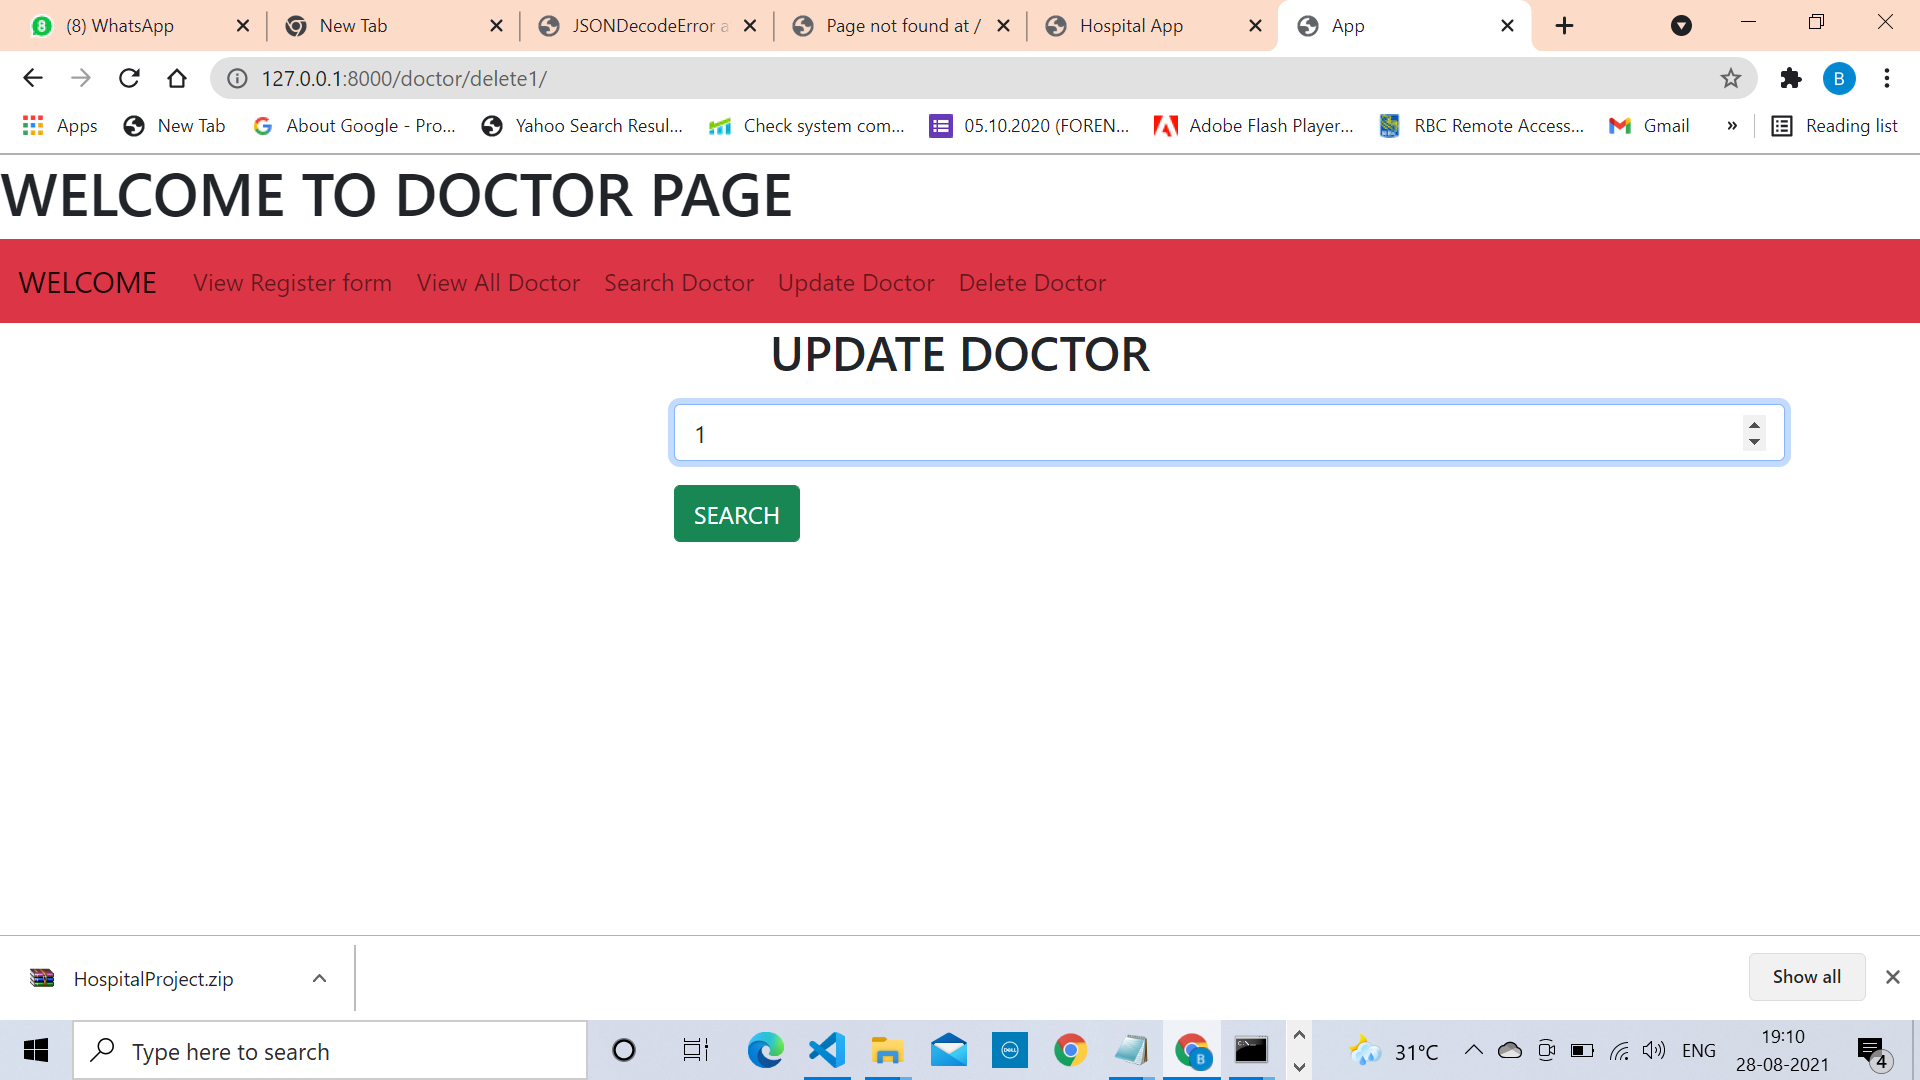 (8) WhatsApp
New Tab
JSONDecodeError a
Page not found at /
Hospital App
App
127.0.0.1:8000/doctor/delete1/
B
Apps
New Tab
About Google - Pro...
Yahoo Search Resul...
Check system com...
05.10.2020 (FOREN...
Adobe Flash Player...
RBC Remote Access...
Gmail
»
Reading list
WELCOME TO DOCTOR PAGE
WELCOME View Register form View All Doctor Search Doctor Update Doctor Delete Doctor
UPDATE DOCTOR
1
SEARCH
HospitalProject.zip
Show all
Type here to search
31°C
ENG
19:10
28-08-2021
4